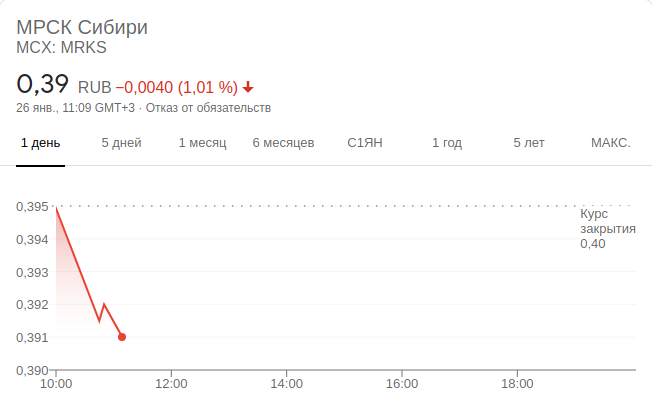 МРСК Сибири
MCX: MRKS
0,39 RUB −0,0040 (1,01 %)
26 янв., 11:09 GMT+3 · Отказ от обязательств
1 день 5 дней 1 месяц 6 месяцев С1ЯН 1 год 5 лет МАКС.
0,395
Курс
закрытия
0,40
0,394
0,393
0,392
0,391
0,390
10:00 12:00 14:00 16:00 18:00